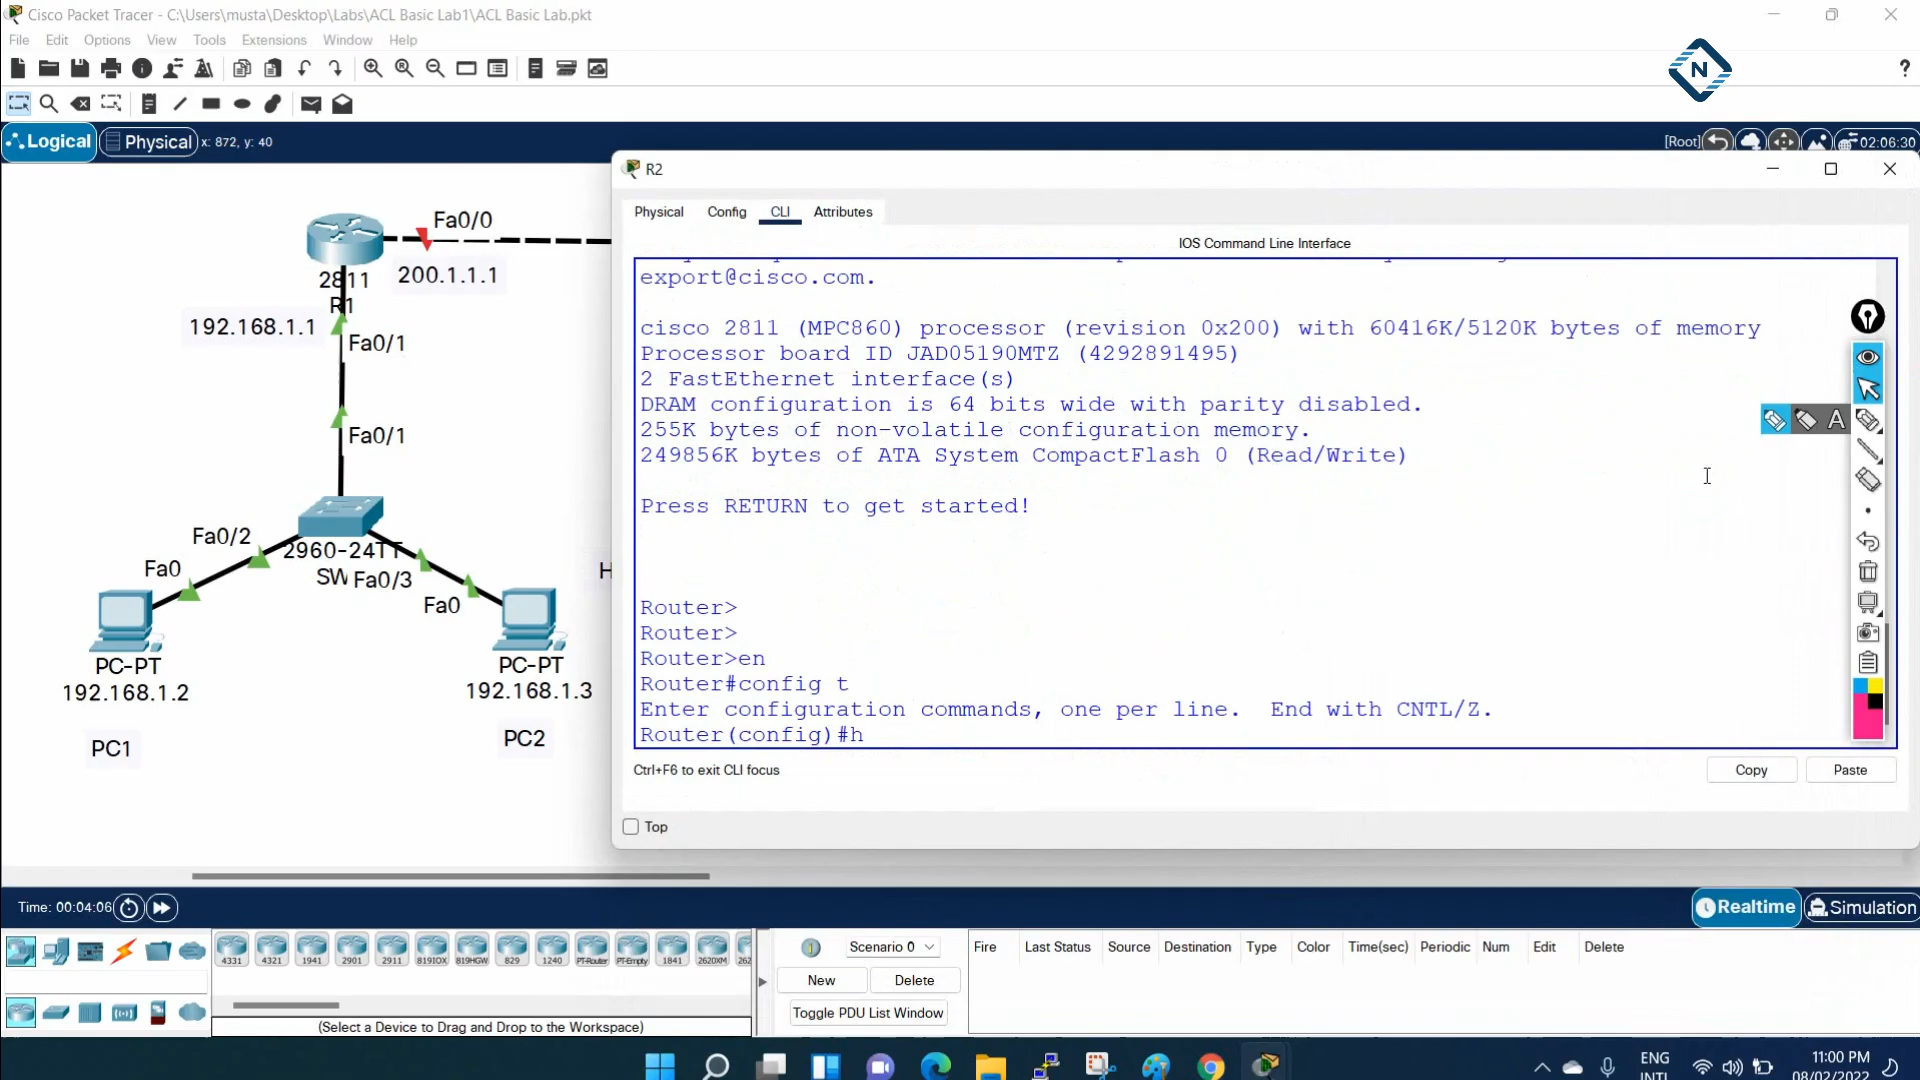 Cisco Packet Tracer - C:\Users\musta\Desktop\Labs\ACL Basic Lab1\ACL Basic Lab.pkt
File Edit Options View Tools Extensions Window Help
N
?
Logical Physical x: 872, y: 40
[Root] 02:06:30
R2
Physical Config CLI Attributes
IOS Command Line Interface
export@cisco.com.
cisco 2811 (MPC860) processor (revision 0x200) with 60416K/5120K bytes of memory
Processor board ID JAD05190MTZ (4292891495)
2 FastEthernet interface(s)
DRAM configuration is 64 bits wide with parity disabled.
255K bytes of non-volatile configuration memory.
249856K bytes of ATA System CompactFlash 0 (Read/Write)
Press RETURN to get started!
Router>
Router>
Router>en
Router#config t
Enter configuration commands, one per line. End with CNTL/Z.
Router(config)#h
Ctrl+F6 to exit CLI focus
Copy Paste
Top
A
Fa0/0
200.1.1.1
2811
R1
192.168.1.1
Fa0/1
Fa0/1
Fa0/2
2960-24TT
SW
Fa0/3
Fa0
Fa0
H
PC-PT
192.168.1.2
PC1
PC-PT
192.168.1.3
PC2
Time: 00:04:06
Realtime Simulation
4331 4321 1941 2901 2911 819IOX 819HGW 829 1240 PT-Router PT-Empty 1841 2620XM 262
(Select a Device to Drag and Drop to the Workspace)
Scenario 0
New Delete
Toggle PDU List Window
Fire Last Status Source Destination Type Color Time(sec) Periodic Num Edit Delete
ENG
INTL
11:00 PM
08/02/2022